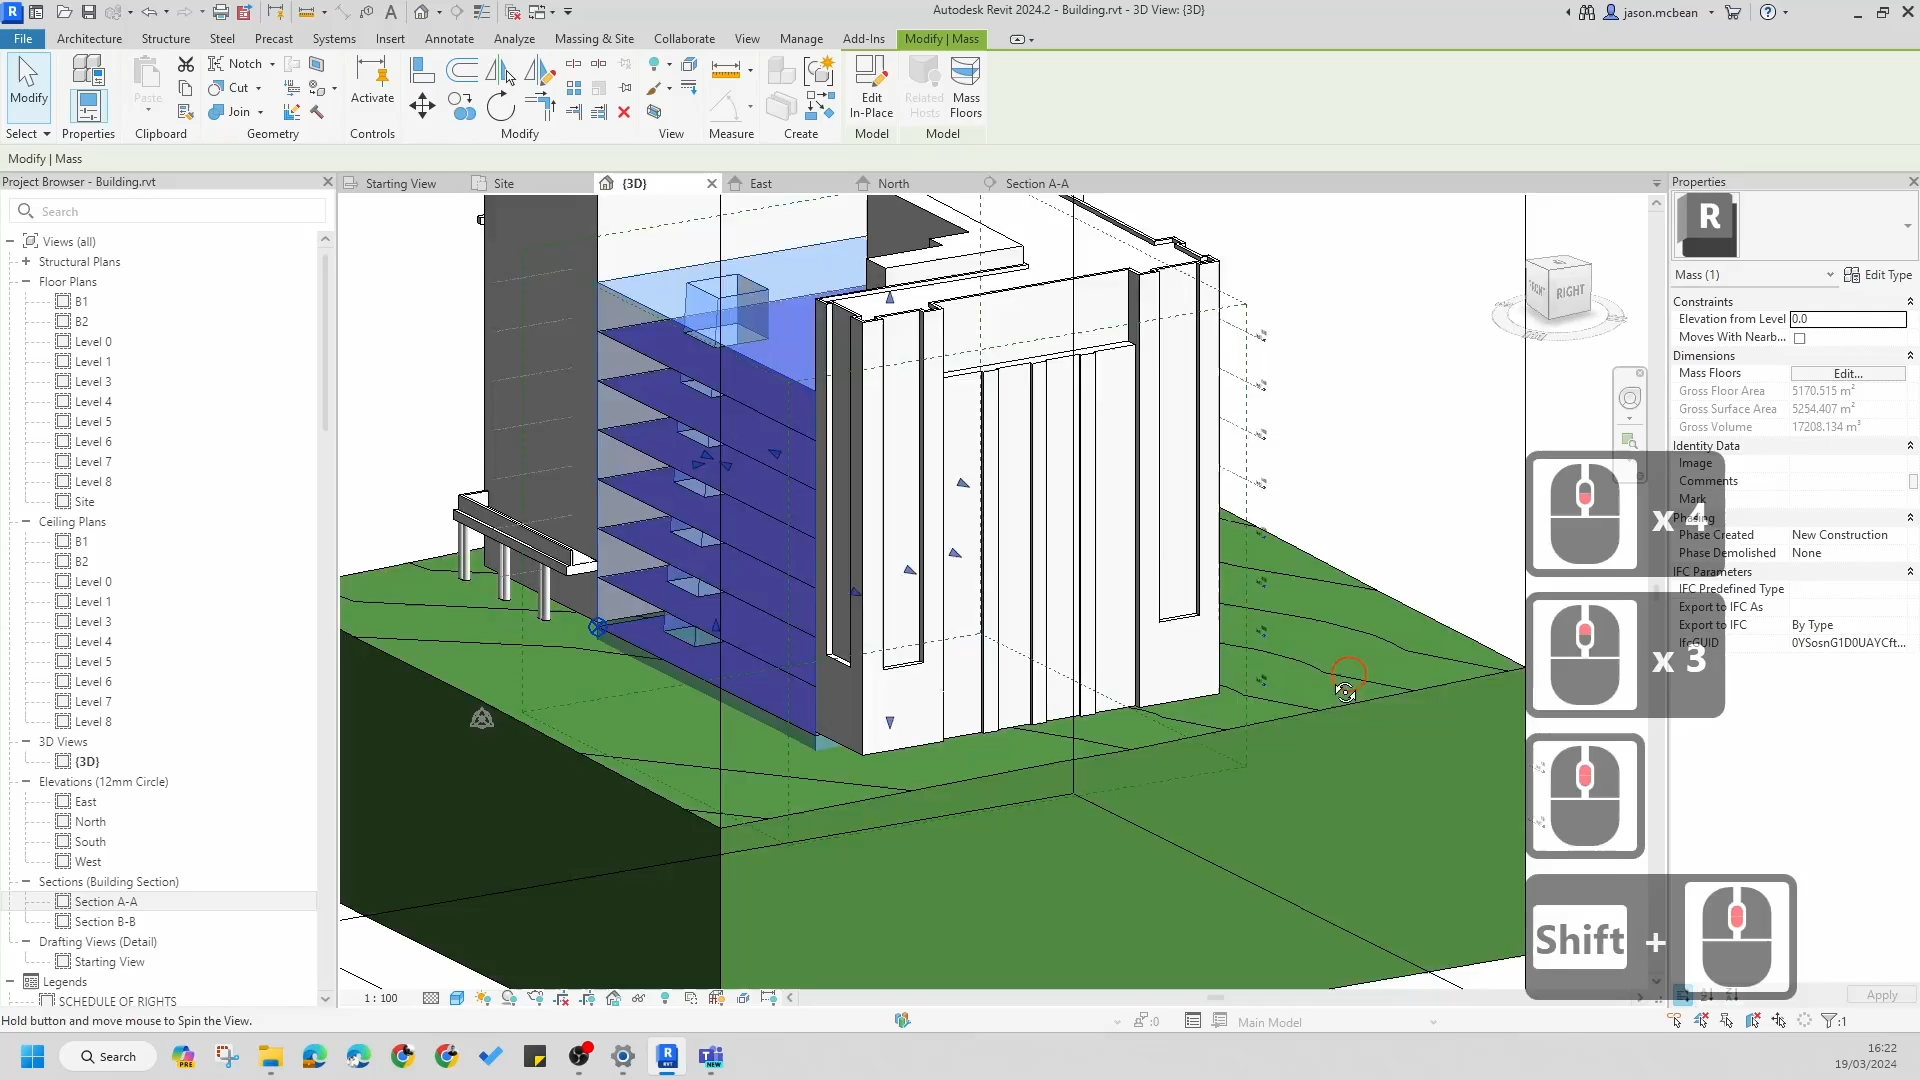 Autodesk Revit 2024.2 - Building.rvt - 3D View: {3D}
jason.mcbean
File
Architecture
Structure
Steel
Precast
Systems
Insert
Annotate
Analyze
Massing & Site
Collaborate
View
Manage
Add-Ins
Modify | Mass
Modify
Paste
Notch
Cut
Join
Activate
Edit
In-Place
Related
Hosts
Mass
Floors
Select
Properties
Clipboard
Geometry
Controls
Modify
View
Measure
Create
Model
Model
Modify | Mass
Project Browser - Building.rvt
Search
Views (all)
Structural Plans
Floor Plans
B1
B2
Level 0
Level 1
Level 3
Level 4
Level 5
Level 6
Level 7
Level 8
Site
Ceiling Plans
B1
B2
Level 0
Level 1
Level 3
Level 4
Level 5
Level 6
Level 7
Level 8
3D Views
{3D}
Elevations (12mm Circle)
East
North
South
West
Sections (Building Section)
Section A-A
Section B-B
Drafting Views (Detail)
Starting View
Legends
SCHEDULE OF RIGHTS
Starting View
Site
{3D}
East
North
Section A-A
FRONT
RIGHT
Properties
R
Mass (1)
Edit Type
Constraints
Elevation from Level 0.0
Moves With Nearb...
Dimensions
Mass Floors Edit...
Gross Floor Area 5170.515 m²
Gross Surface Area 5254.407 m²
Gross Volume 17208.134 m³
Identity Data
Image
Comments
Mark
Phasing
Phase Created New Construction
Phase Demolished None
IFC Parameters
IFC Predefined Type
Export to IFC As
Export to IFC By Type
IfcGUID 0YSosnG1D0UAYCft...
x 4
x 3
Shift +
Apply
1 : 100
Hold button and move mouse to Spin the View.
:0
Main Model
:1
Search
PRE
R
RVT
NEW
16:22
19/03/2024